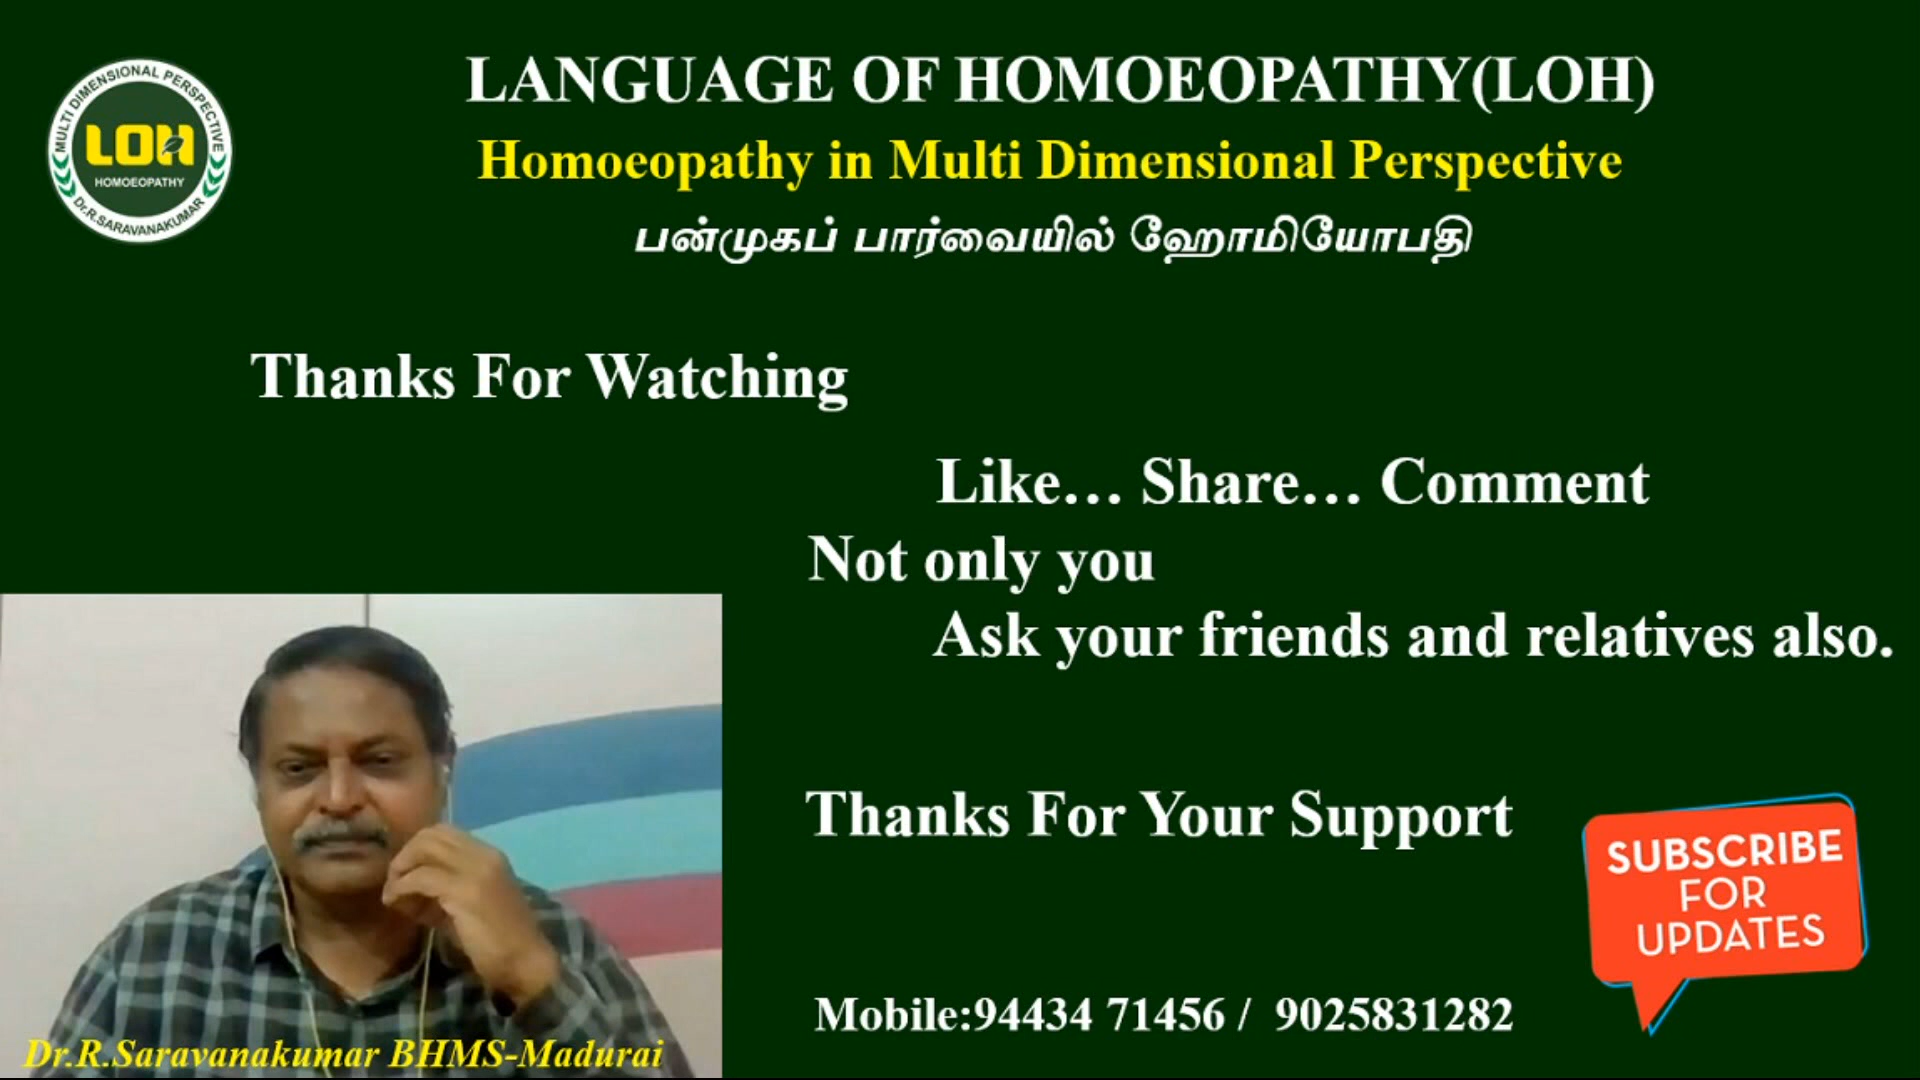 MULTI DIMENSIONAL PERSPECTIVE
LOH
HOMOEOPATHY
Dr.R.SARAVANAKUMAR
LANGUAGE OF HOMOEOPATHY(LOH)
Homoeopathy in Multi Dimensional Perspective
பன்முகப் பார்வையில் ஹோமியோபதி
Thanks For Watching
Like… Share… Comment
Not only you
Ask your friends and relatives also.
Thanks For Your Support
SUBSCRIBE
FOR
UPDATES
Mobile:94434 71456 / 9025831282
Dr.R.Saravanakumar BHMS-Madurai